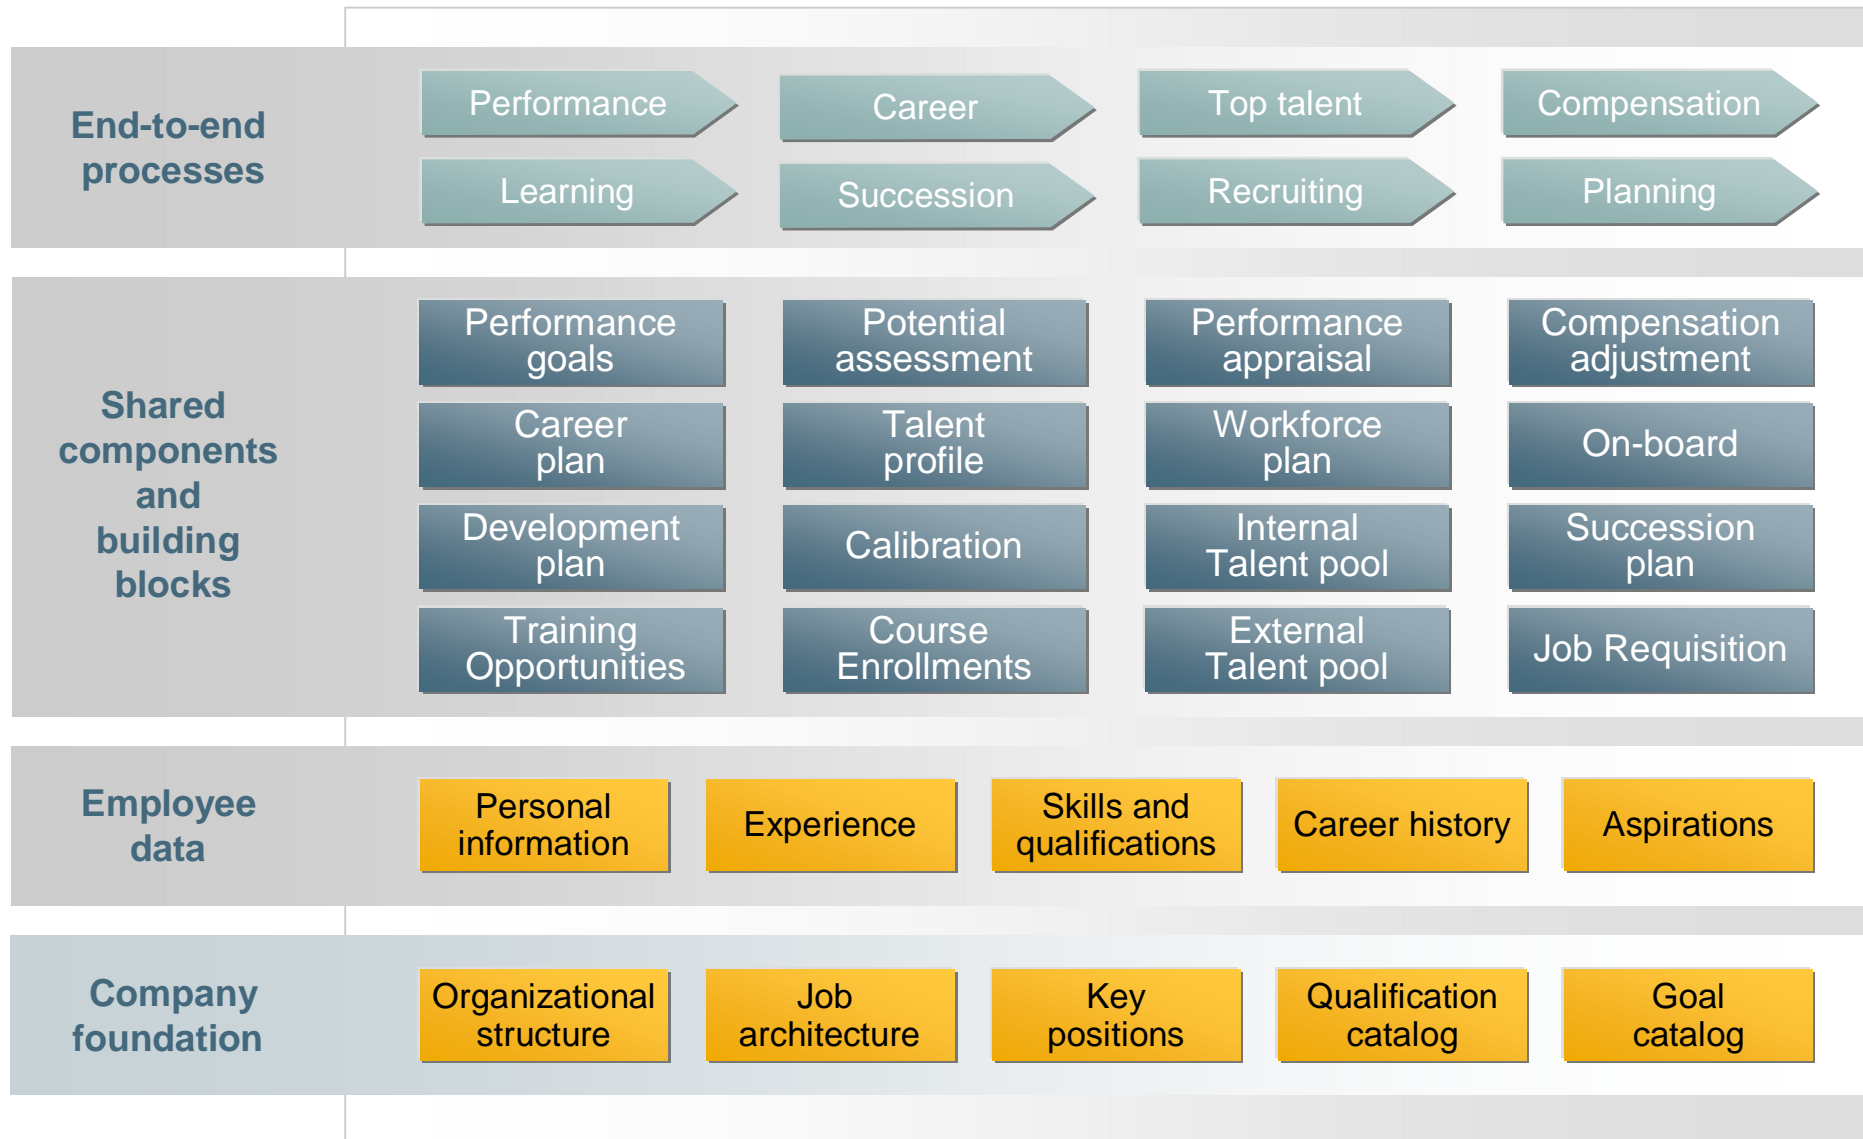 End-to-end
processes
Performance
Career
Top talent
Compensation
Learning
Succession
Recruiting
Planning
Shared
components
and
building
blocks
Performance
goals
Potential
assessment
Performance
appraisal
Compensation
adjustment
Career
plan
Talent
profile
Workforce
plan
On-board
Development
plan
Calibration
Internal
Talent pool
Succession
plan
Training
Opportunities
Course
Enrollments
External
Talent pool
Job Requisition
Employee
data
Personal
information
Experience
Skills and
qualifications
Career history
Aspirations
Company
foundation
Organizational
structure
Job
architecture
Key
positions
Qualification
catalog
Goal
catalog